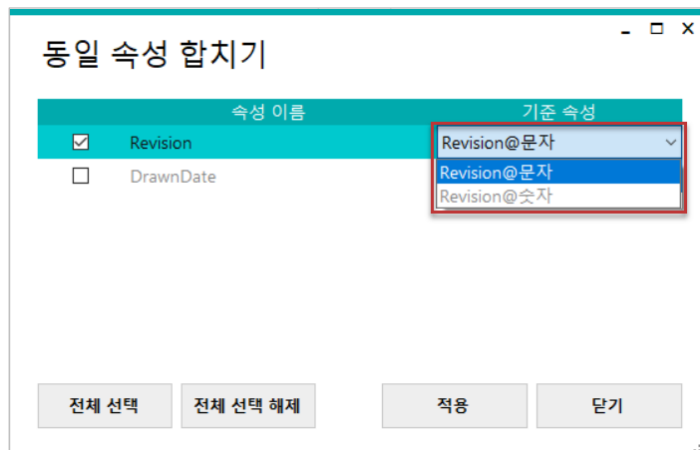 동일 속성 합치기
속성 이름 기준 속성
Revision Revision@문자
Revision@문자
DrawnDate
Revision@숫자
전체 선택 전체 선택 해제 적용 닫기